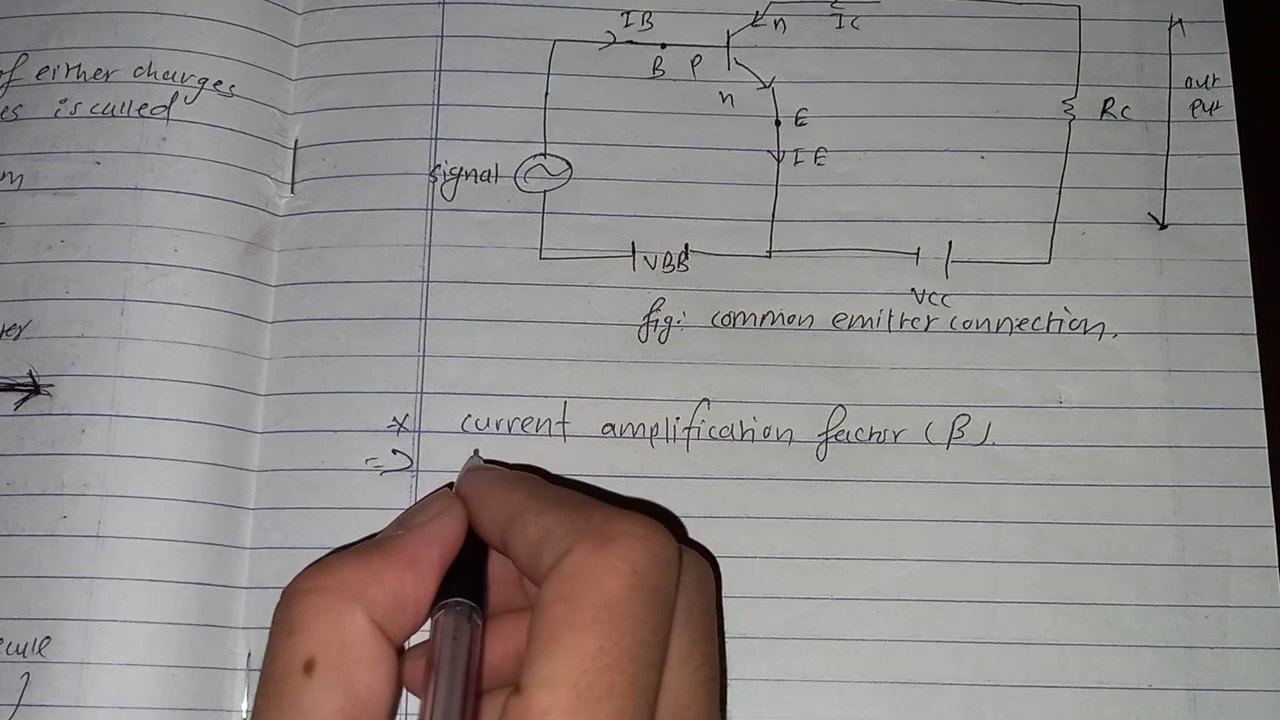 of either charges
es is called
m
IB
n
IC
B P
n
E
IE
signal
VBB
VCC
RC
out
put
fig: common emitter connection.
* current amplification factor (β).
=>